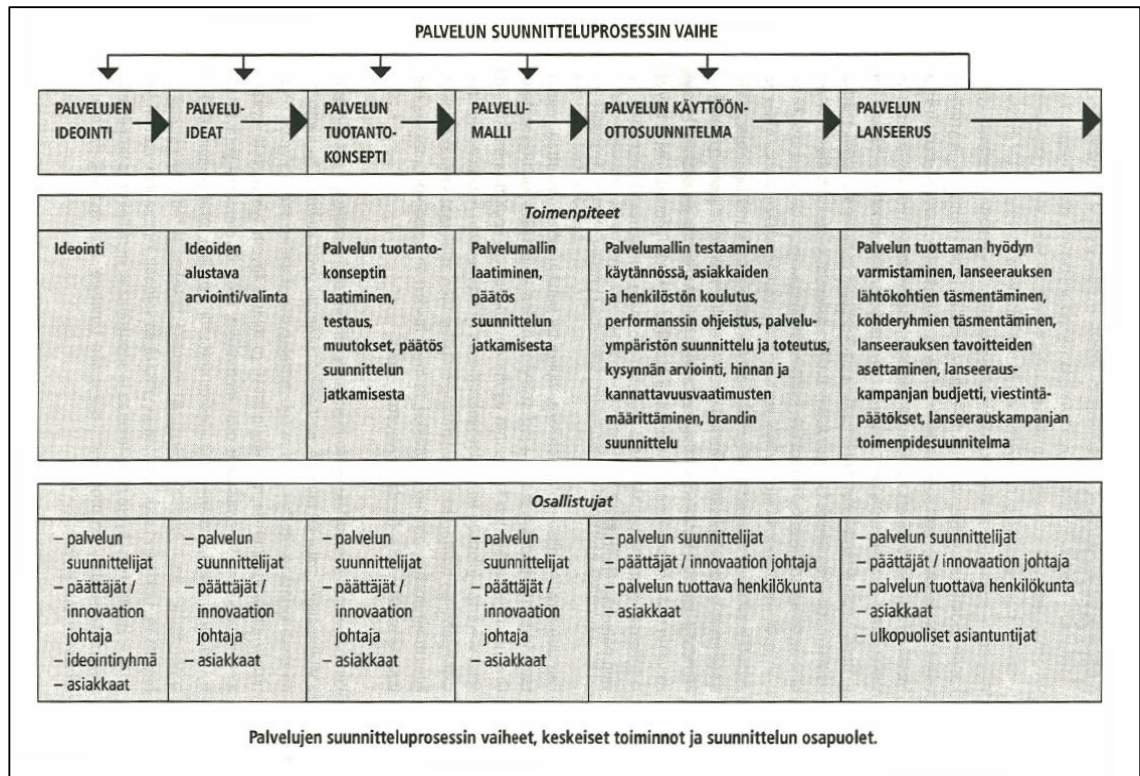 PALVELUN SUUNNITTELUPROSESSIN VAIHE
PALVELUJEN
IDEOINTI
PALVELU-
IDEAT
PALVELUN
TUOTANTO-
KONSEPTI
PALVELU-
MALLI
PALVELUN KÄYTTÖÖN-
OTTOSUUNNITELMA
PALVELUN
LANSEERUS
Toimenpiteet
Ideointi
Ideoiden
alustava
arviointi/valinta
Palvelun tuotanto-
konseptin
laatiminen,
testaus,
muutokset, päätös
suunnittelun
jatkamisesta
Palvelumallin
laatiminen,
päätös
suunnittelun
jatkamisesta
Palvelumallin testaaminen
käytännössä, asiakkaiden
ja henkilöstön koulutus,
performanssin ohjeistus, palvelu-
ympäristön suunnittelu ja toteutus,
kysynnän arviointi, hinnan ja
kannattavuusvaatimusten
määrittäminen, brandin
suunnittelu
Palvelun tuottaman hyödyn
varmistaminen, lanseerauksen
lähtökohtien täsmentäminen,
kohderyhmien täsmentäminen,
lanseerauksen tavoitteiden
asettaminen, lanseeraus-
kampanjan budjetti, viestintä-
päätökset, lanseerauskampanjan
toimenpidesuunnitelma
Osallistujat
– palvelun
suunnittelijat
– päättäjät /
innovaation
johtaja
– ideointiryhmä
– asiakkaat
– palvelun
suunnittelijat
– päättäjät /
innovaation
johtaja
– asiakkaat
– palvelun
suunnittelijat
– päättäjät /
innovaation
johtaja
– asiakkaat
– palvelun
suunnittelijat
– päättäjät /
innovaation
johtaja
– asiakkaat
– palvelun suunnittelijat
– päättäjät / innovaation johtaja
– palvelun tuottava henkilökunta
– asiakkaat
– palvelun suunnittelijat
– päättäjät / innovaation johtaja
– palvelun tuottava henkilökunta
– asiakkaat
– ulkopuoliset asiantuntijat
Palvelujen suunnitteluprosessin vaiheet, keskeiset toiminnot ja suunnittelun osapuolet.